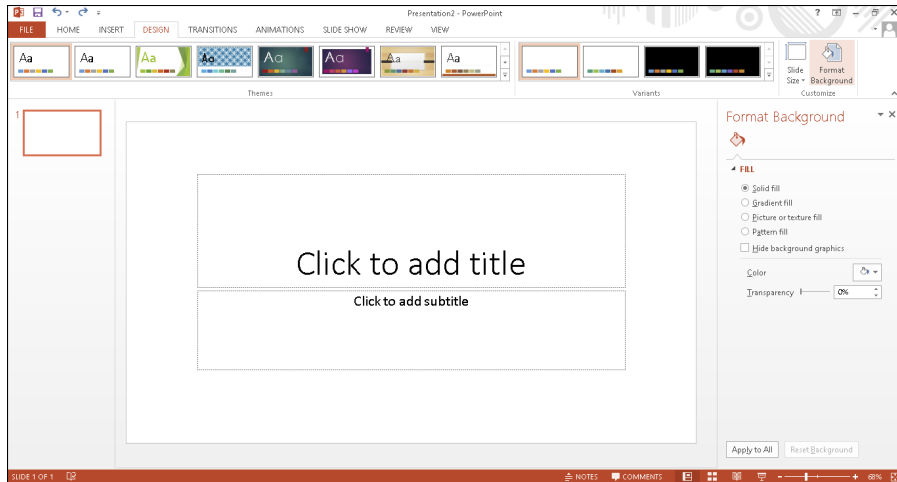 Presentation2 - PowerPoint
FILE HOME INSERT DESIGN TRANSITIONS ANIMATIONS SLIDE SHOW REVIEW VIEW
Aa Aa Aa Aa Aa Aa Aa Aa
Slide Size
Format Background
Themes Variants Customize
1
Click to add title
Click to add subtitle
Format Background
FILL
Solid fill
Gradient fill
Picture or texture fill
Pattern fill
Hide background graphics
Color
Transparency 0%
Apply to All Reset Background
SLIDE 1 OF 1 NOTES COMMENTS 68%